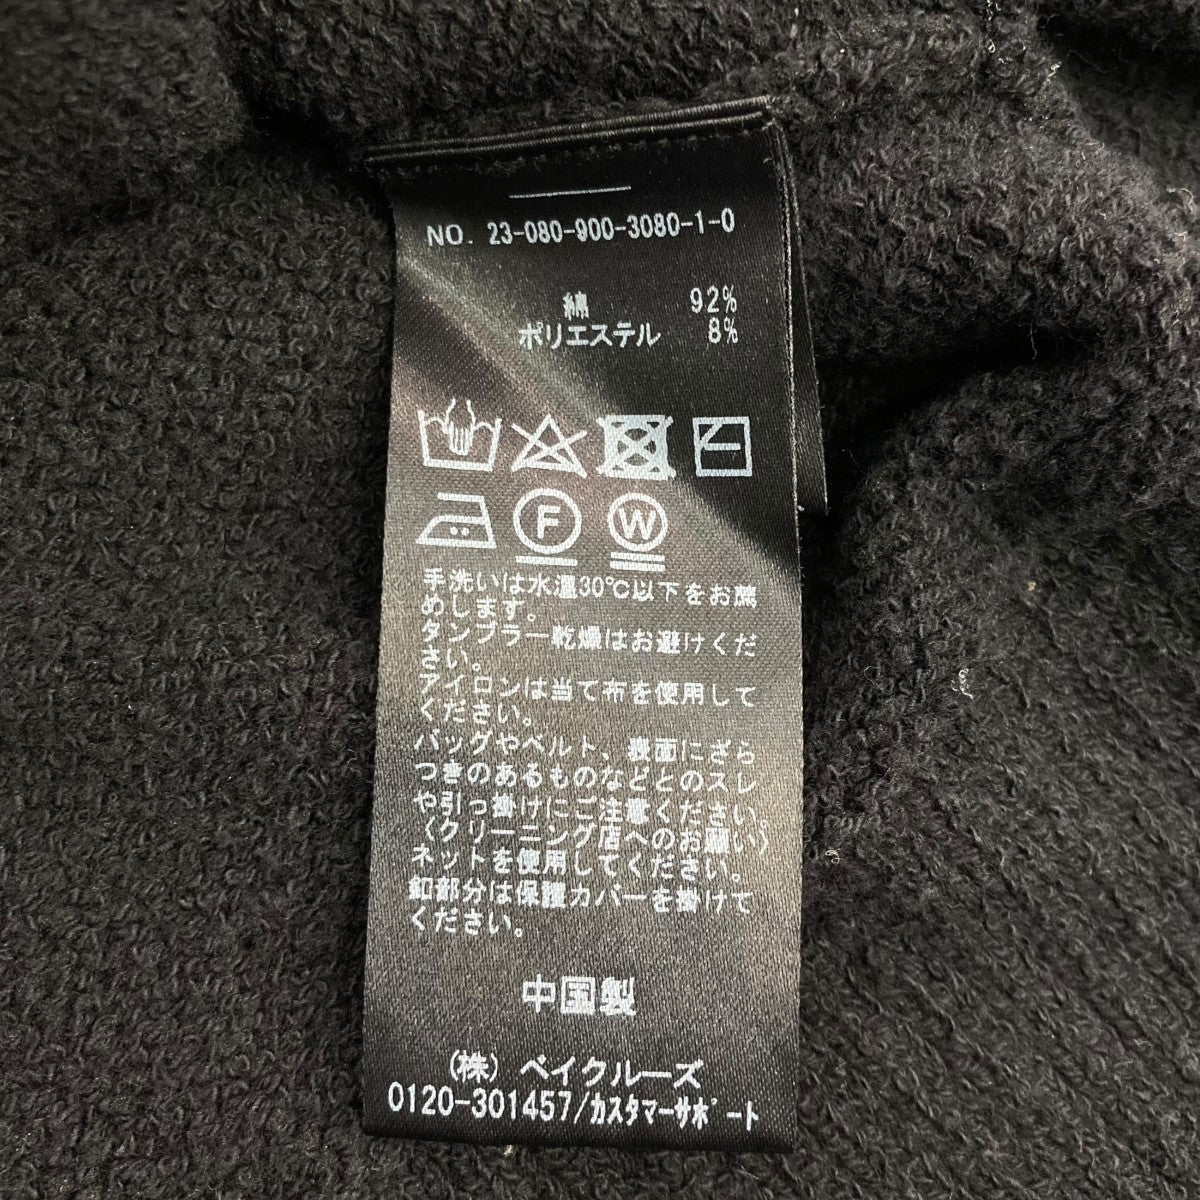 NO. 23-080-900-3080-1-0
綿 92%
ポリエステル 8%
F W
手洗いは水温30℃以下をお薦
めします。
タンブラー乾燥はお避けくだ
さい。
アイロンは当て布を使用して
ください。
バッグやベルト、表面にざら
つきのあるものなどとのスレ
や引っ掛けにご注意ください
〈クリーニング店へのお願い〉
ネットを使用してください。
釦部分は保護カバーを掛けて
ください。
中国製
(株) ベイクルーズ
0120-301457/カスタマーサポート